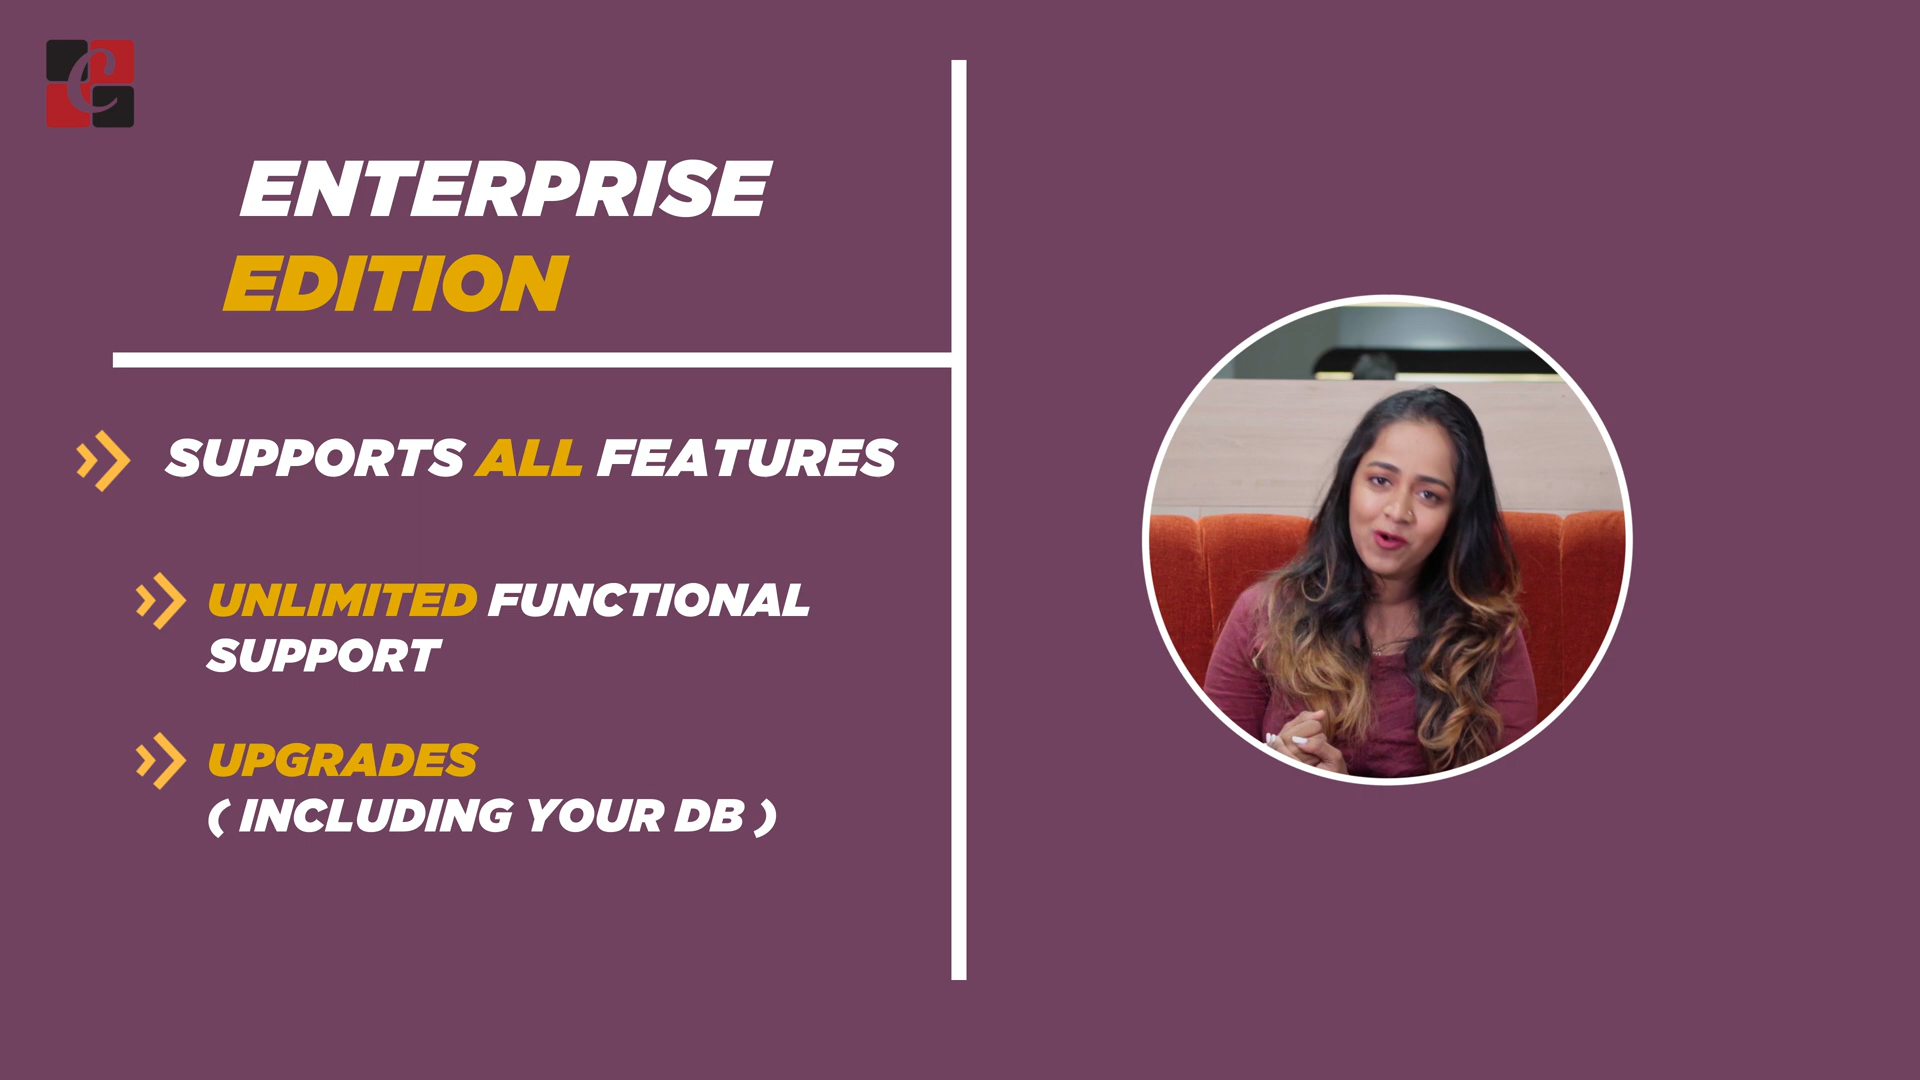 C
ENTERPRISE
EDITION
SUPPORTS ALL FEATURES
UNLIMITED FUNCTIONAL
SUPPORT
UPGRADES
( INCLUDING YOUR DB )